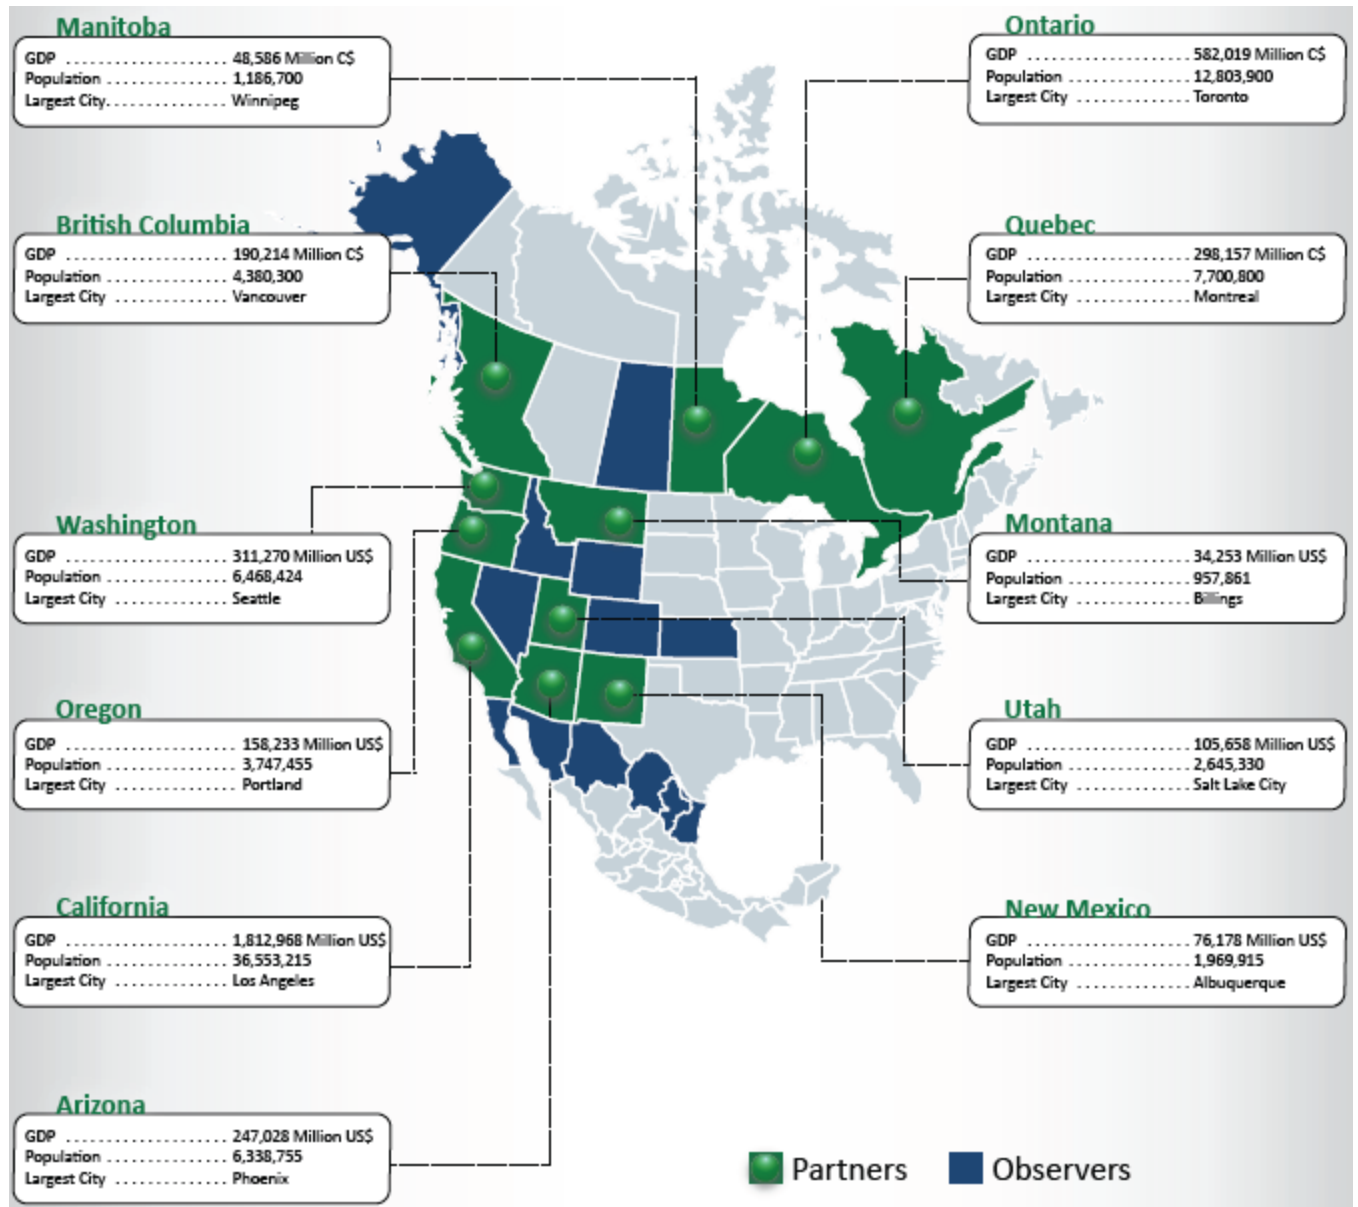 Manitoba
GDP ........................ 48,586 Million C$
Population .................. 1,186,700
Largest City................. Winnipeg
British Columbia
GDP ........................ 190,214 Million C$
Population .................. 4,380,300
Largest City ................ Vancouver
Washington
GDP ........................ 311,270 Million US$
Population .................. 6,468,424
Largest City ................ Seattle
Oregon
GDP ........................ 158,233 Million US$
Population .................. 3,747,455
Largest City ................ Portland
California
GDP ........................ 1,812,968 Million US$
Population .................. 36,553,215
Largest City ................ Los Angeles
Arizona
GDP ........................ 247,028 Million US$
Population .................. 6,338,755
Largest City ................ Phoenix
Ontario
GDP ........................ 582,019 Million C$
Population .................. 12,803,900
Largest City ................ Toronto
Quebec
GDP ........................ 298,157 Million C$
Population .................. 7,700,800
Largest City ................ Montreal
Montana
GDP ........................ 34,253 Million US$
Population .................. 957,861
Largest City ................ Billings
Utah
GDP ........................ 105,658 Million US$
Population .................. 2,645,330
Largest City ................ Salt Lake City
New Mexico
GDP ........................ 76,178 Million US$
Population .................. 1,969,915
Largest City ................ Albuquerque
Partners
Observers